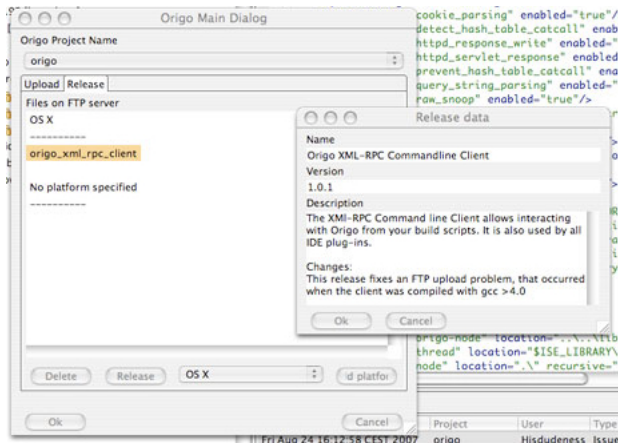 Origo Main Dialog
Origo Project Name
origo
Upload Release
Files on FTP server
OS X
----------
origo_xml_rpc_client
No platform specified
----------
Delete Release OS X d platfor
Ok Cancel
Release data
Name
Origo XML-RPC Commandline Client
Version
1.0.1
Description
The XMl-RPC Command line Client allows interacting
with Origo from your build scripts. It is also used by all
IDE plug-ins.
Changes:
This release fixes an FTP upload problem, that occurred
when the client was compiled with gcc >4.0
Ok Cancel
cookie_parsing" enabled="true"/
detect_hash_table_catcall" enab
httpd_response_write" enabled="
httpd_servlet_response" enabled
prevent_hash_table_catcall" ena
query_string_parsing" enabled="
raw_snoop" enabled="true"/>
origo-node" location="..\..\lib
thread" location="$ISE_LIBRARY\
node" location=".\" recursive="
Project User Type
Fri Aug 24 16:12:58 CEST 2007 origo Hisdudeness Issue